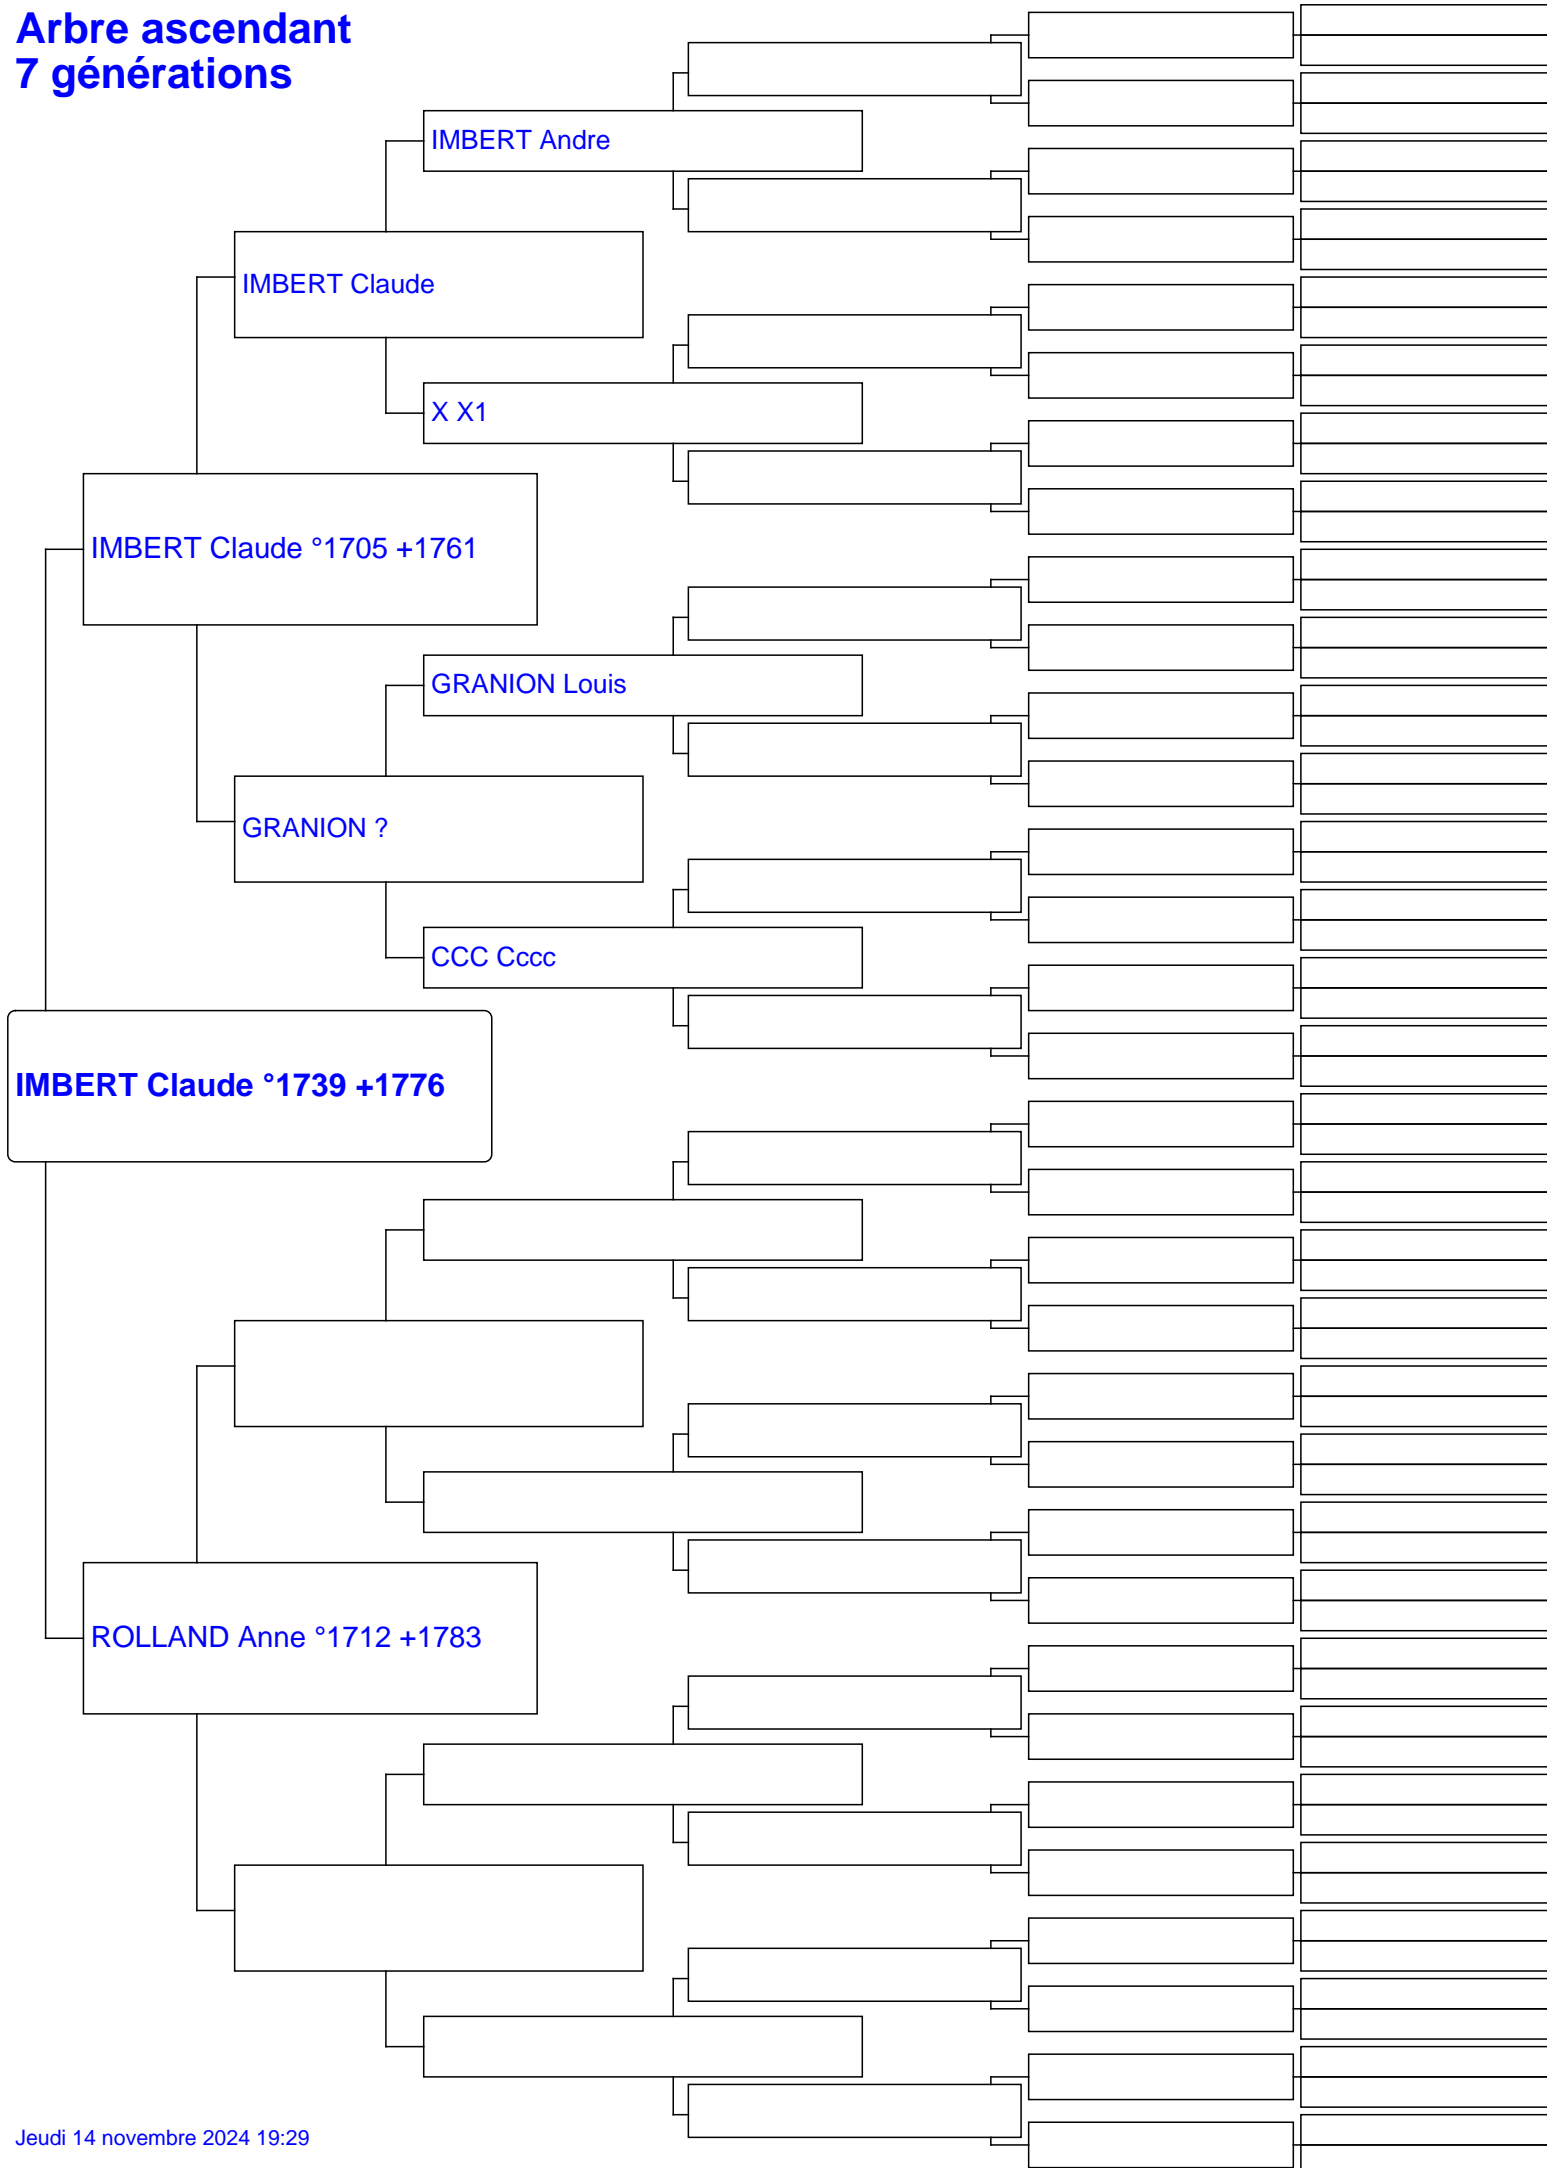 Arbre ascendant
7 générations
IMBERT Andre
IMBERT Claude
X X1
IMBERT Claude °1705 +1761
GRANION Louis
GRANION ?
CCC Cccc
IMBERT Claude °1739 +1776
ROLLAND Anne °1712 +1783
Jeudi 14 novembre 2024 19:29